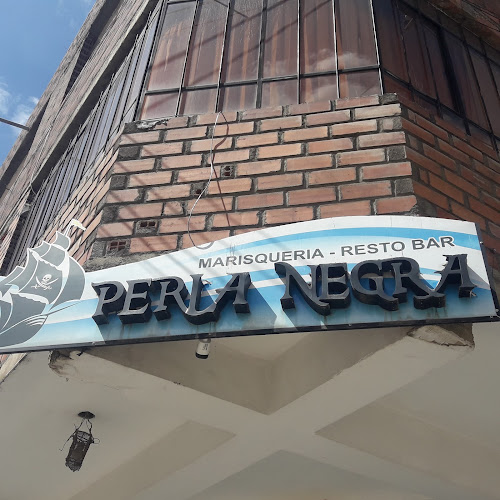 MARISQUERIA - RESTO BAR
PERLA NEGRA